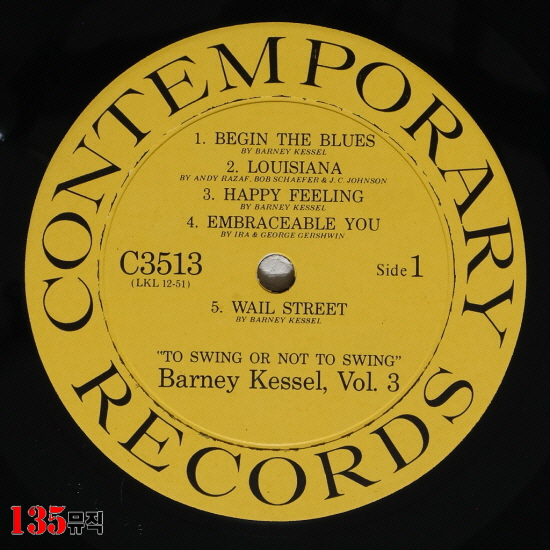 CONTEMPORARY RECORDS
1. BEGIN THE BLUES
BY BARNEY KESSEL
2. LOUISIANA
BY ANDY RAZAF, BOB SCHAEFER & J.C. JOHNSON
3. HAPPY FEELING
BY BARNEY KESSEL
4. EMBRACEABLE YOU
BY IRA & GEORGE GERSHWIN
C3513
(LKL 12-51)
Side 1
5. WAIL STREET
BY BARNEY KESSEL
"TO SWING OR NOT TO SWING"
Barney Kessel, Vol. 3
135뮤직